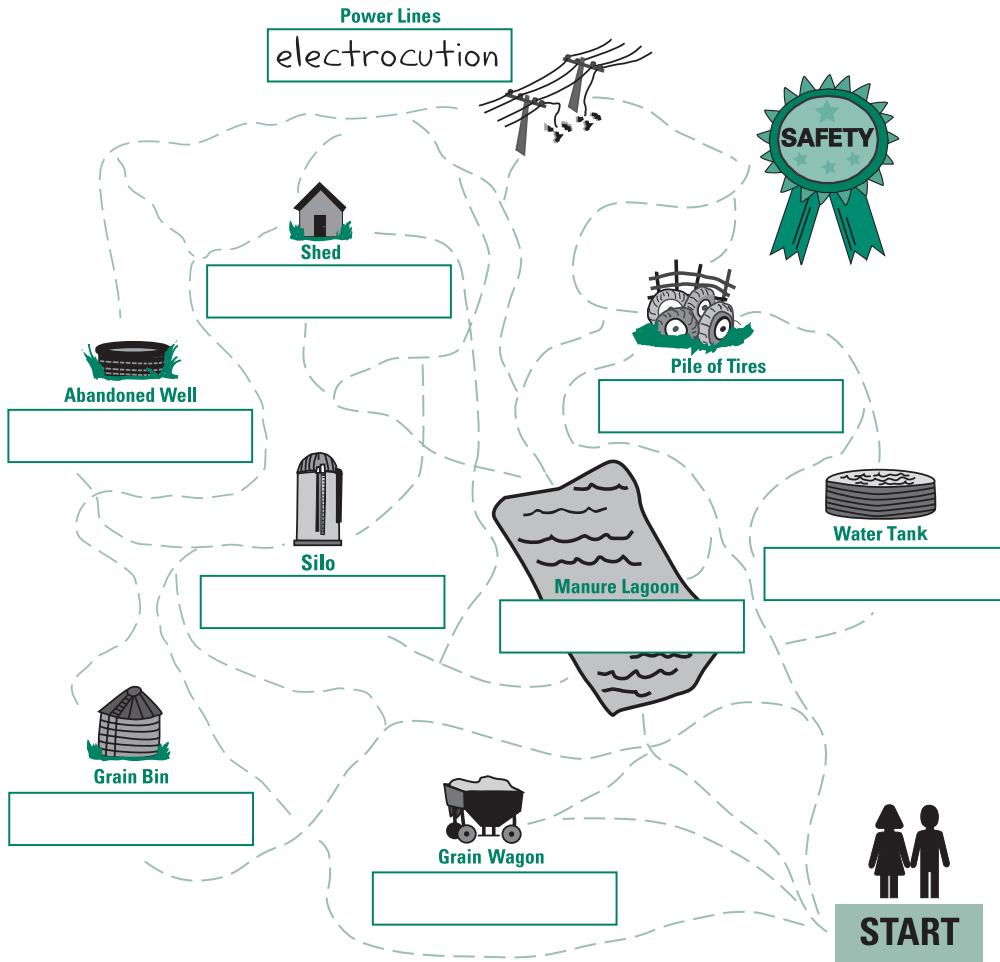 Power Lines
electrocution
SAFETY
Shed
Pile of Tires
Abandoned Well
Water Tank
Silo
Manure Lagoon
Grain Bin
Grain Wagon
START